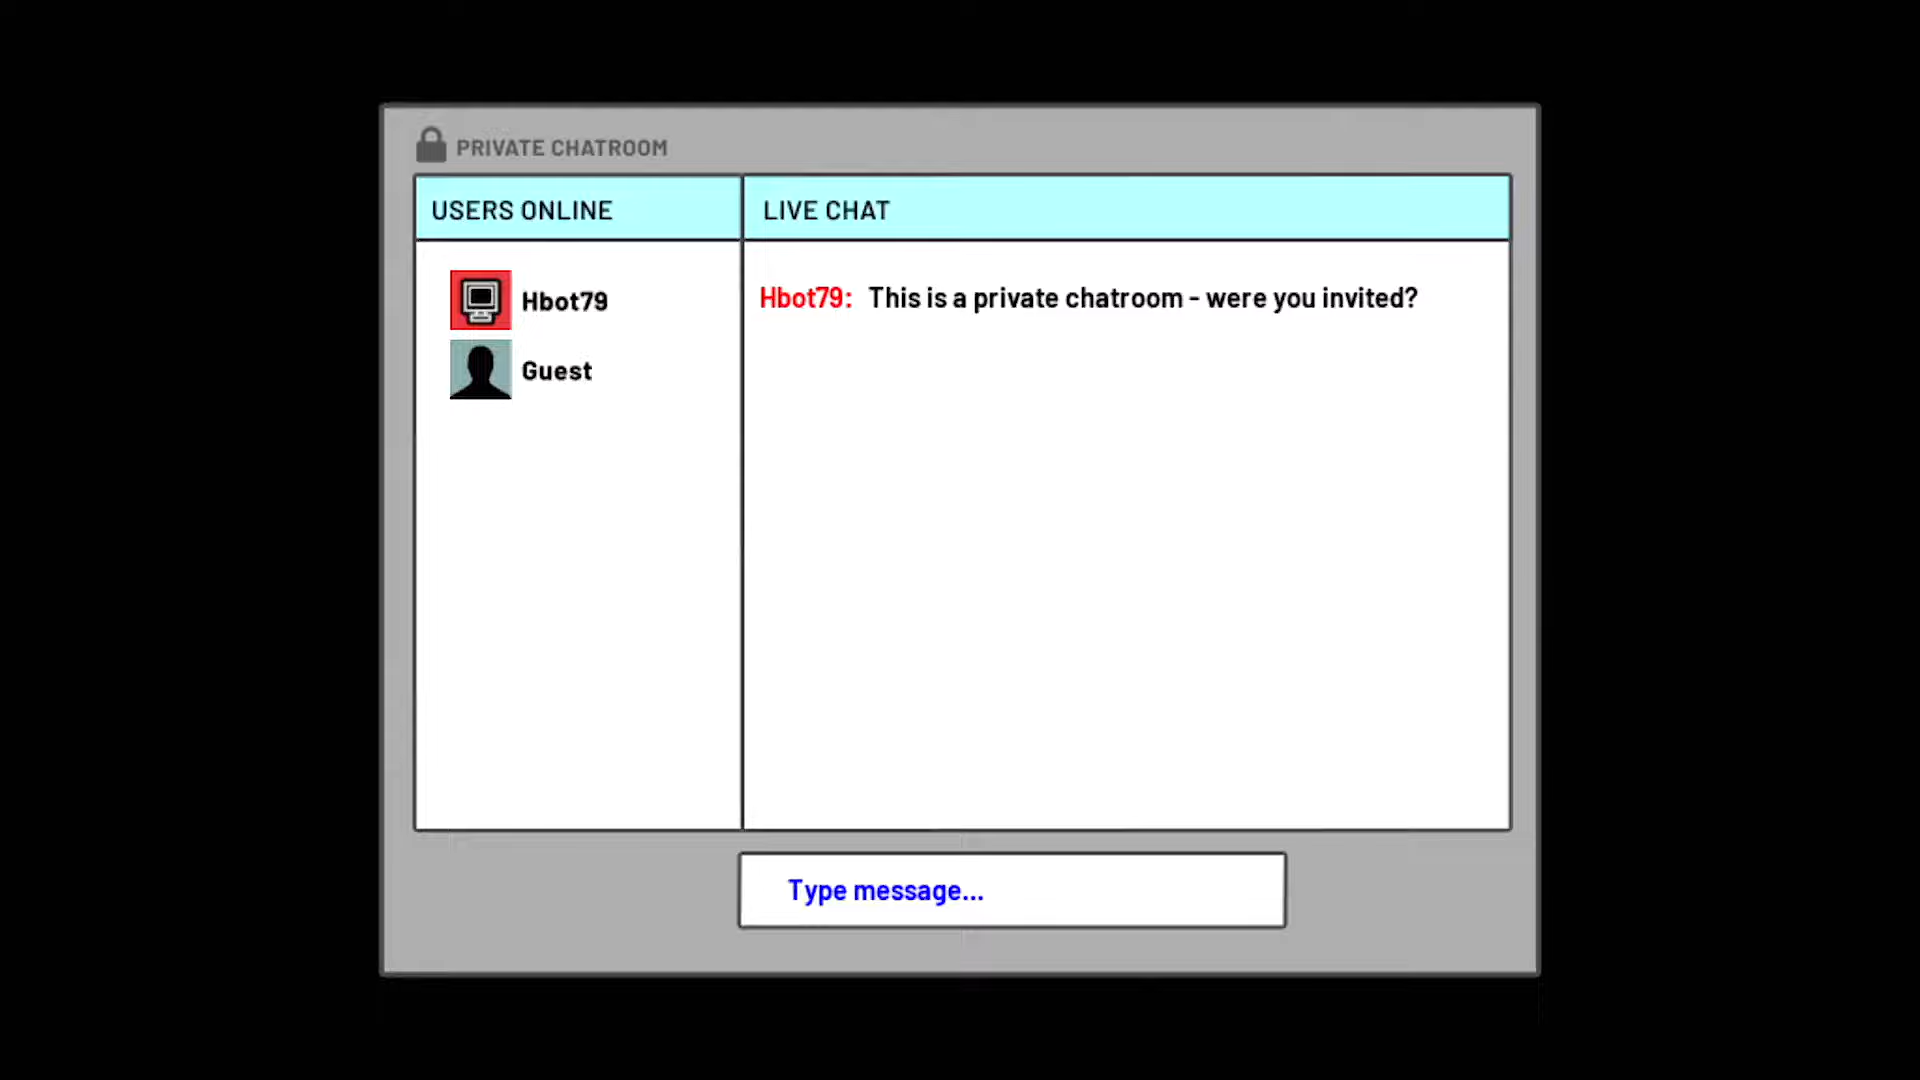 PRIVATE CHATROOM
USERS ONLINE
LIVE CHAT
Hbot79
Guest
Hbot79: This is a private chatroom - were you invited?
Type message...